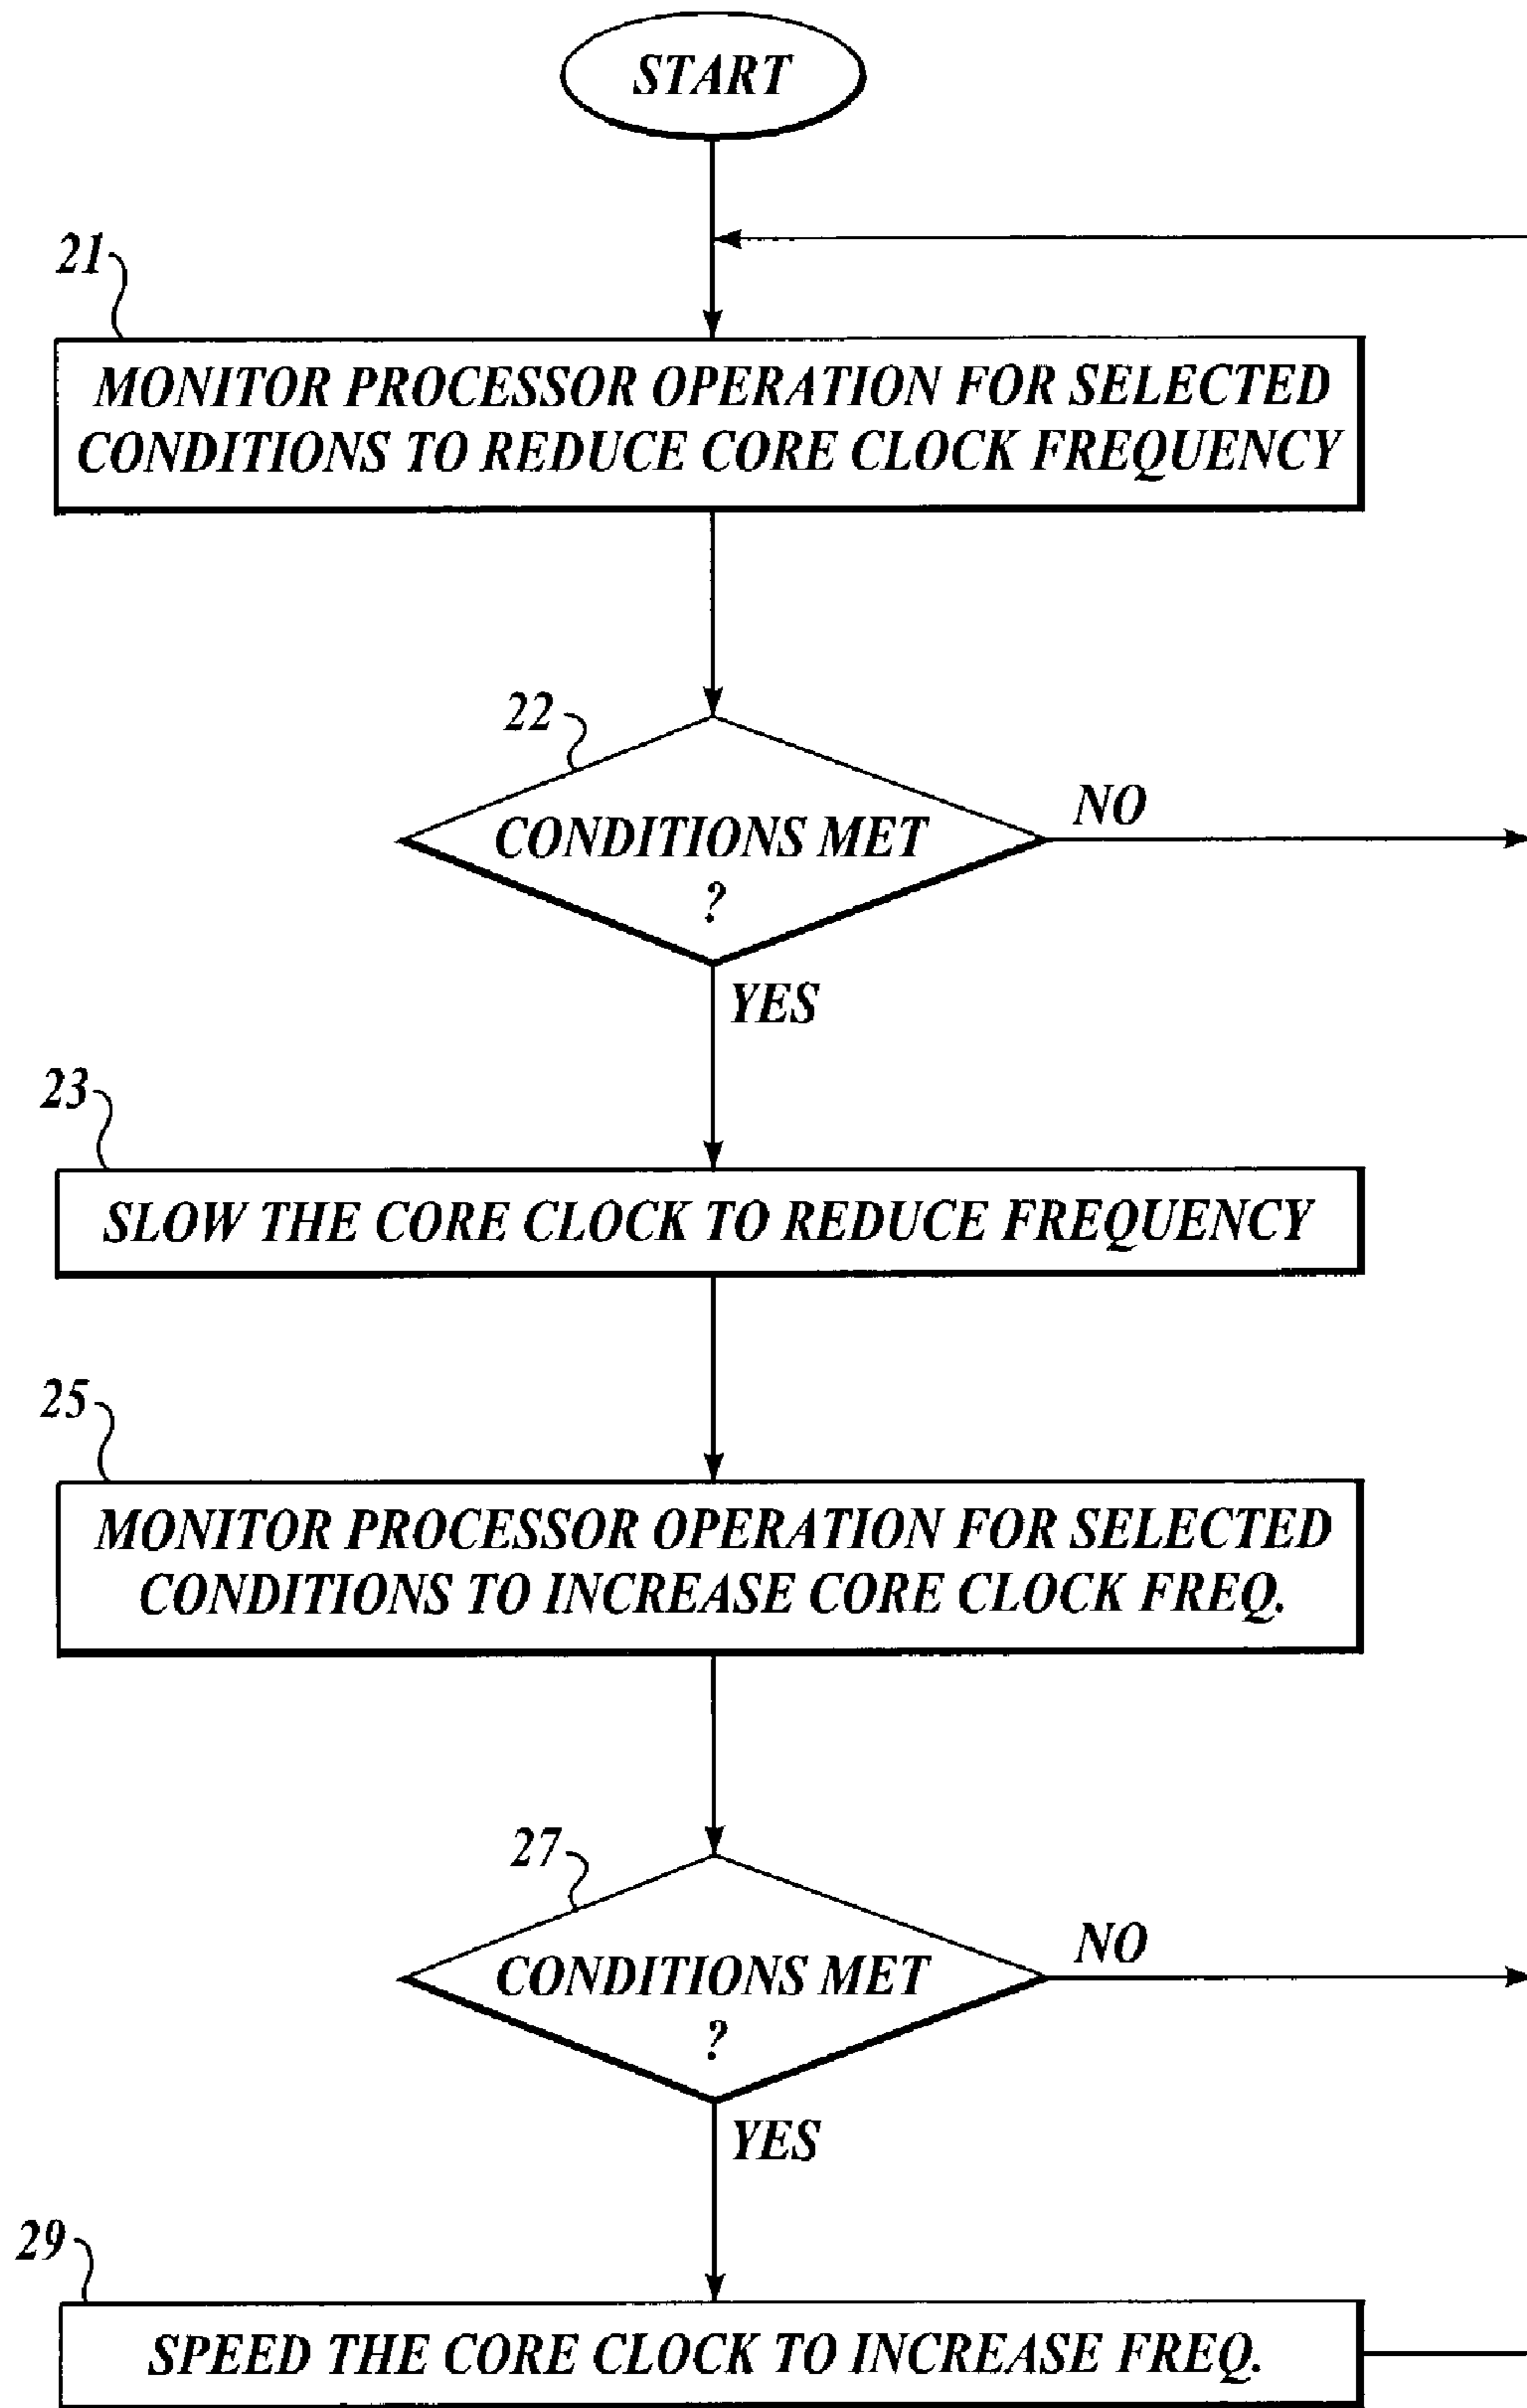 START
21
MONITOR PROCESSOR OPERATION FOR SELECTED
CONDITIONS TO REDUCE CORE CLOCK FREQUENCY
22
CONDITIONS MET
?
NO
YES
23
SLOW THE CORE CLOCK TO REDUCE FREQUENCY
25
MONITOR PROCESSOR OPERATION FOR SELECTED
CONDITIONS TO INCREASE CORE CLOCK FREQ.
27
CONDITIONS MET
?
NO
YES
29
SPEED THE CORE CLOCK TO INCREASE FREQ.